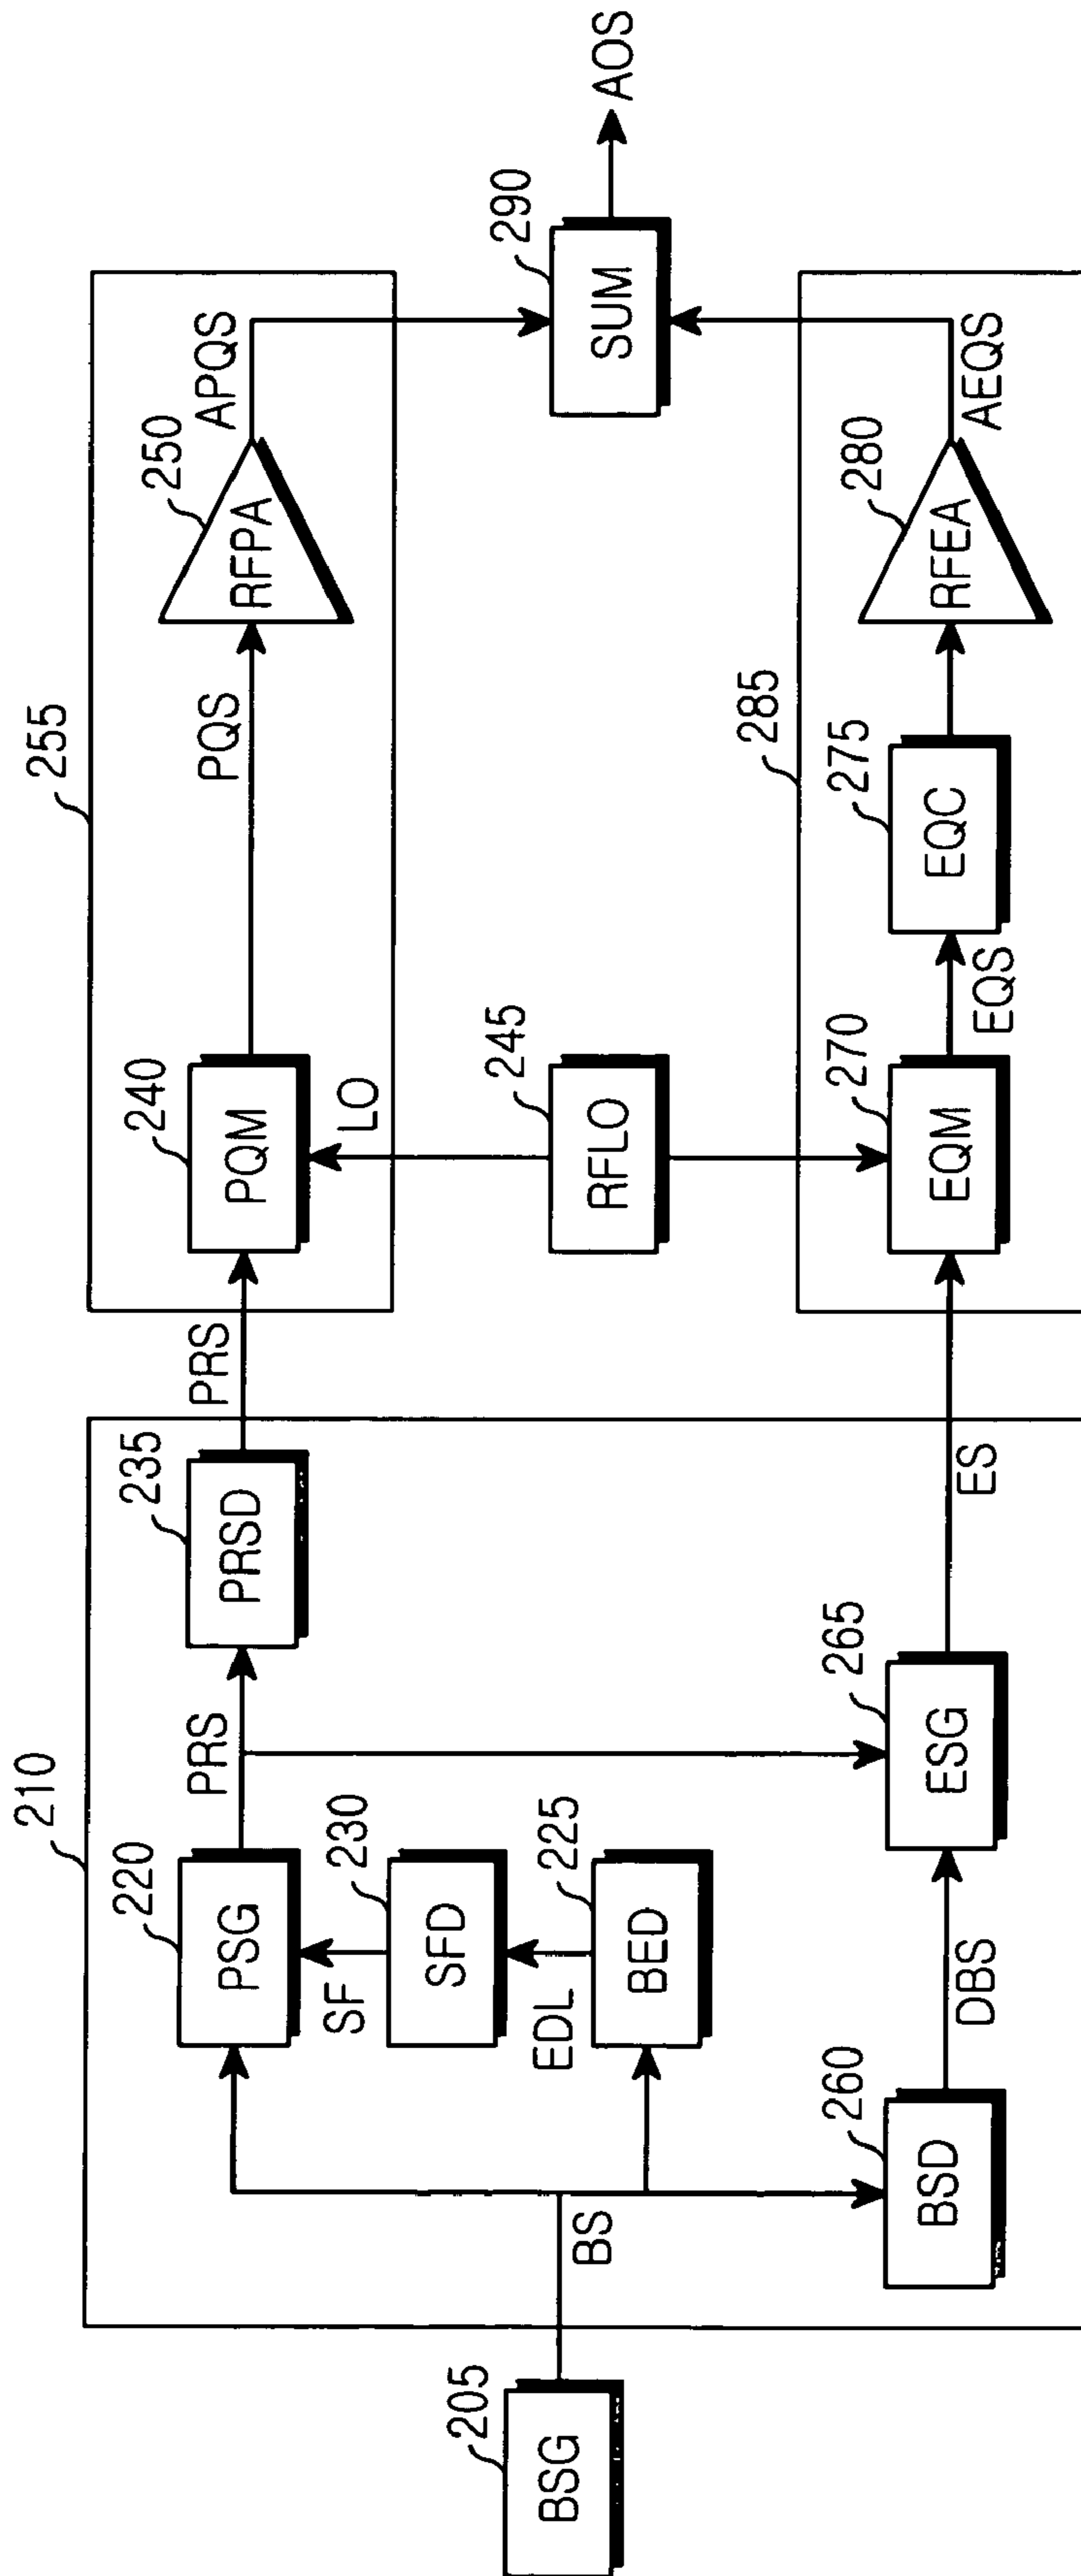 205
BSG
BS
210
220
PSG
PRS
235
PRSD
PRS
SF
230
SFD
EDL
225
BED
260
BSD
DBS
265
ESG
ES
255
240
PQM
LO
PQS
250
RFPA
APQS
245
RFLO
285
270
EQM
EQS
275
EQC
280
RFEA
AEQS
290
SUM
AOS